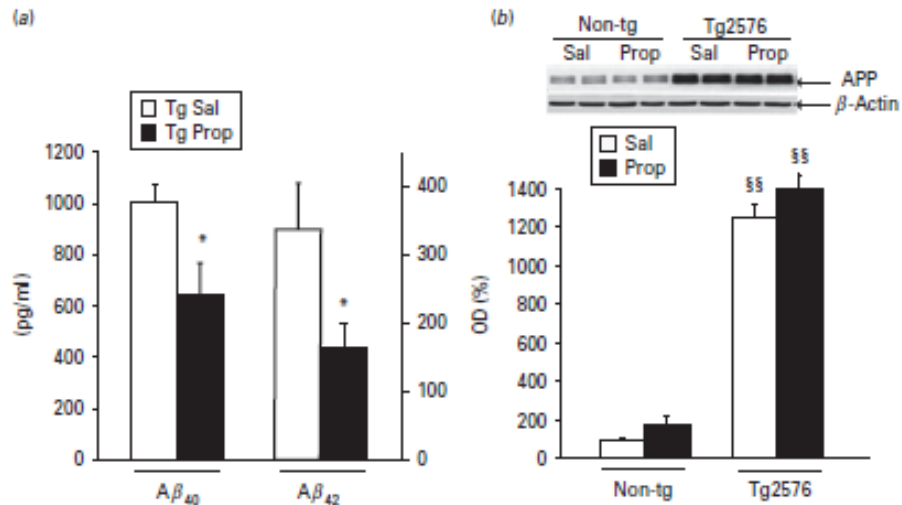 (a)
Tg Sal
Tg Prop
1200
1000
800
600
400
200
0
(pg/ml)
*
*
400
300
200
100
0
Aβ40
Aβ42
(b)
Non-tg Tg2576
Sal Prop Sal Prop
APP
β-Actin
Sal
Prop
§§
§§
1400
1200
1000
800
600
400
200
0
OD (%)
Non-tg
Tg2576